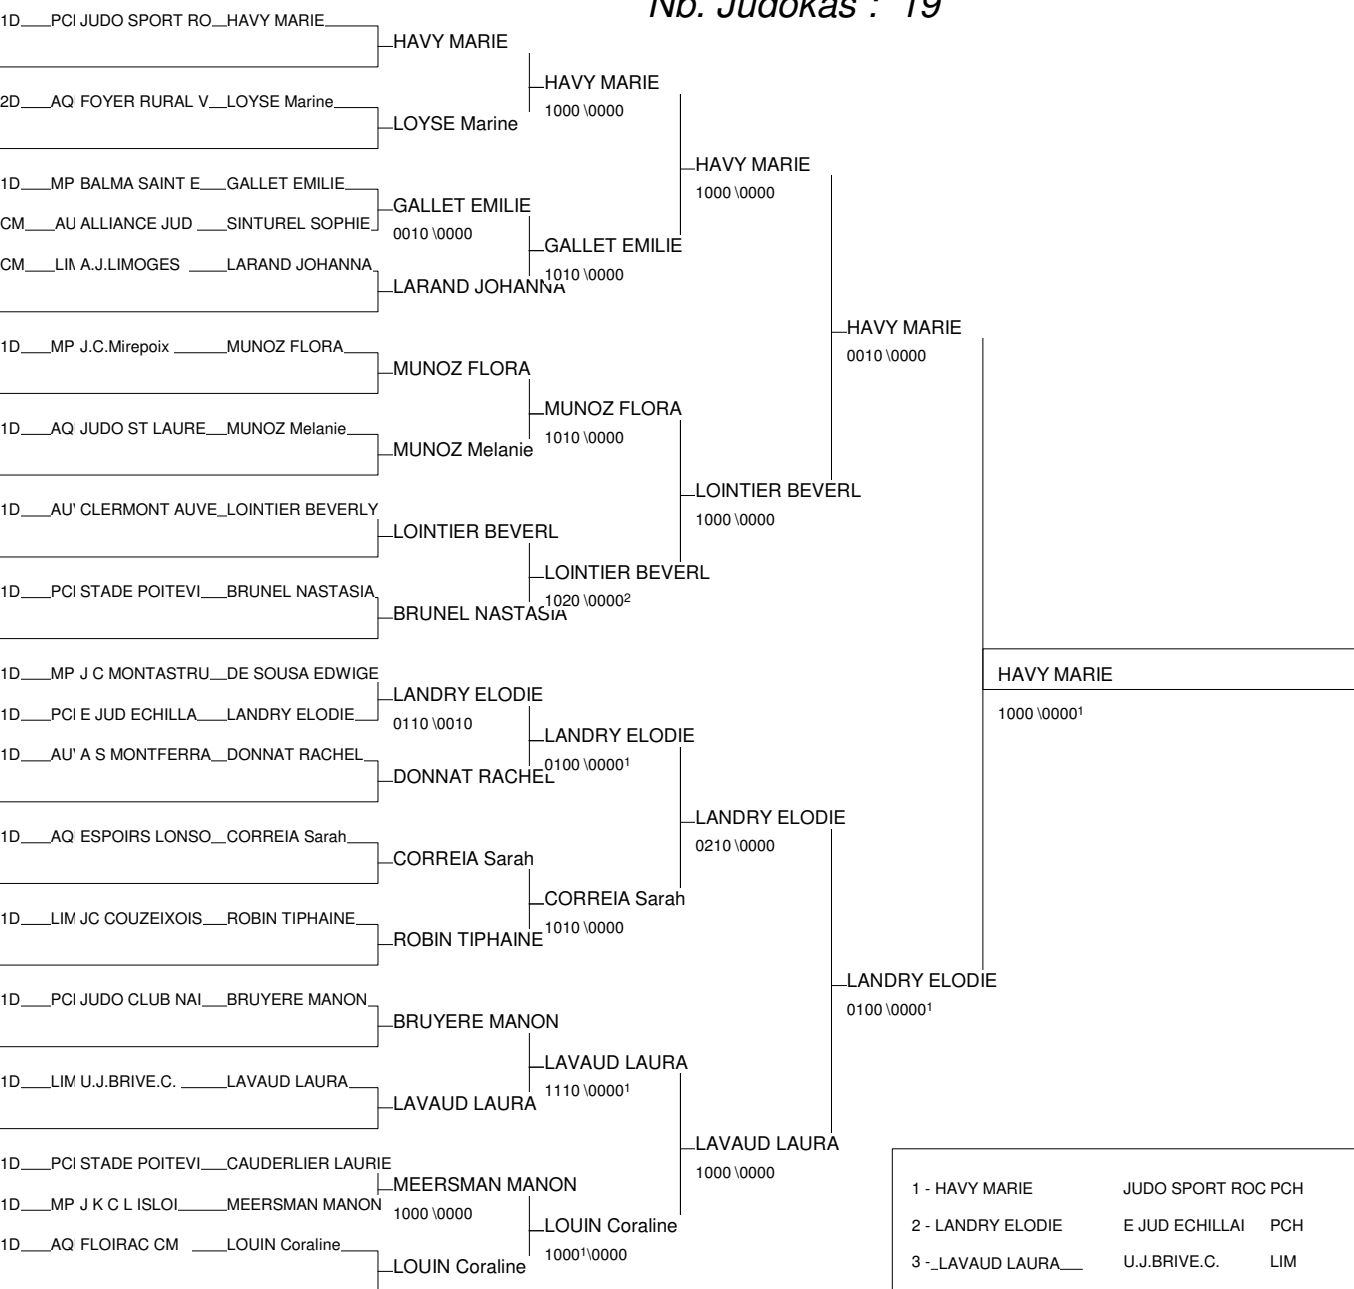 Nb. Judokas : 19
1D PCI JUDO SPORT RO HAVY MARIE
HAVY MARIE
HAVY MARIE
1000 \0000
2D AQ FOYER RURAL V LOYSE Marine
LOYSE Marine
HAVY MARIE
1000 \0000
1D MP BALMA SAINT E GALLET EMILIE
GALLET EMILIE
0010 \0000
CM AU ALLIANCE JUD SINTUREL SOPHIE
GALLET EMILIE
1010 \0000
CM LIM A.J.LIMOGES LARAND JOHANNA
LARAND JOHANNA
HAVY MARIE
0010 \0000
1D MP J.C.Mirepoix MUNOZ FLORA
MUNOZ FLORA
MUNOZ FLORA
1010 \0000
1D AQ JUDO ST LAURE MUNOZ Melanie
MUNOZ Melanie
LOINTIER BEVERL
1000 \0000
1D AU CLERMONT AUVE LOINTIER BEVERLY
LOINTIER BEVERL
LOINTIER BEVERL
1020 \0000²
1D PCI STADE POITEVI BRUNEL NASTASIA
BRUNEL NASTASIA
HAVY MARIE
1000 \0000¹
1D MP J C MONTASTRU DE SOUSA EDWIGE
LANDRY ELODIE
0110 \0010
1D PCI E JUD ECHILLA LANDRY ELODIE
LANDRY ELODIE
0100 \0000¹
1D AU A S MONTFERRA DONNAT RACHEL
DONNAT RACHEL
LANDRY ELODIE
0210 \0000
1D AQ ESPOIRS LONSO CORREIA Sarah
CORREIA Sarah
CORREIA Sarah
1010 \0000
1D LIM JC COUZEIXOIS ROBIN TIPHAINE
ROBIN TIPHAINE
LANDRY ELODIE
0100 \0000¹
1D PCI JUDO CLUB NAI BRUYERE MANON
BRUYERE MANON
LAVAUD LAURA
1110 \0000¹
1D LIM U.J.BRIVE.C. LAVAUD LAURA
LAVAUD LAURA
LAVAUD LAURA
1000 \0000
1D PCI STADE POITEVI CAUDERLIER LAURIE
MEERSMAN MANON
1000 \0000
1D MP J K C L ISLOI MEERSMAN MANON
LOUIN Coraline
1000¹\0000
1D AQ FLOIRAC CM LOUIN Coraline
LOUIN Coraline
1 - HAVY MARIE JUDO SPORT ROC PCH
2 - LANDRY ELODIE E JUD ECHILLAI PCH
3 - LAVAUD LAURA U.J.BRIVE.C. LIM